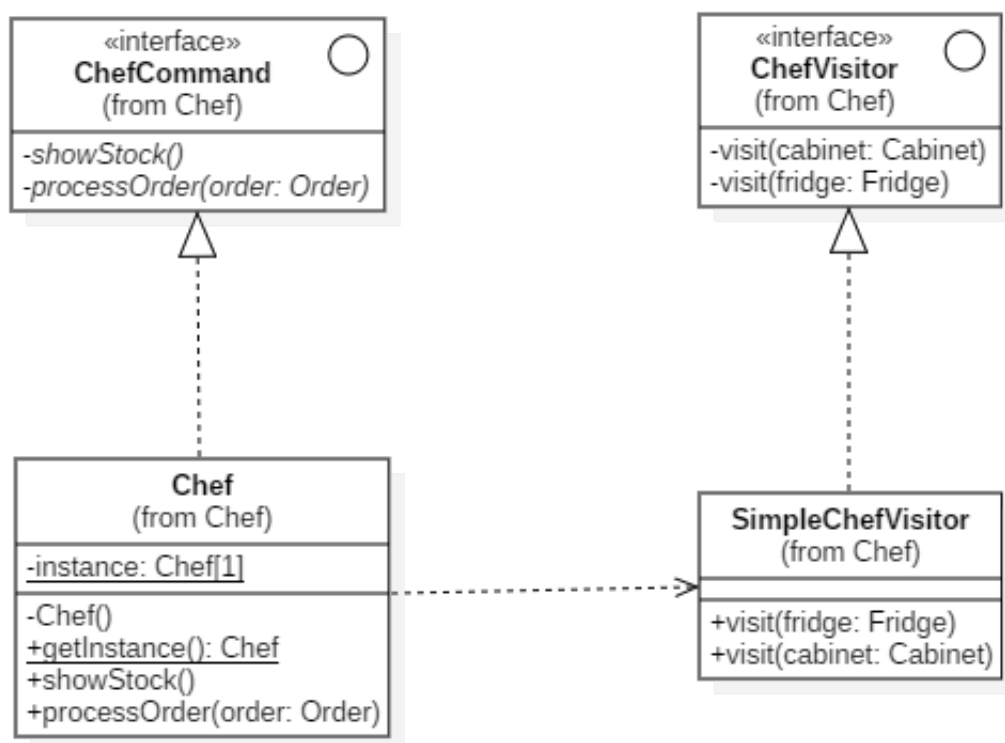 «interface»
ChefCommand
(from Chef)
-showStock()
-processOrder(order: Order)
«interface»
ChefVisitor
(from Chef)
-visit(cabinet: Cabinet)
-visit(fridge: Fridge)
Chef
(from Chef)
-instance: Chef[1]
-Chef()
+getInstance(): Chef
+showStock()
+processOrder(order: Order)
SimpleChefVisitor
(from Chef)
+visit(fridge: Fridge)
+visit(cabinet: Cabinet)